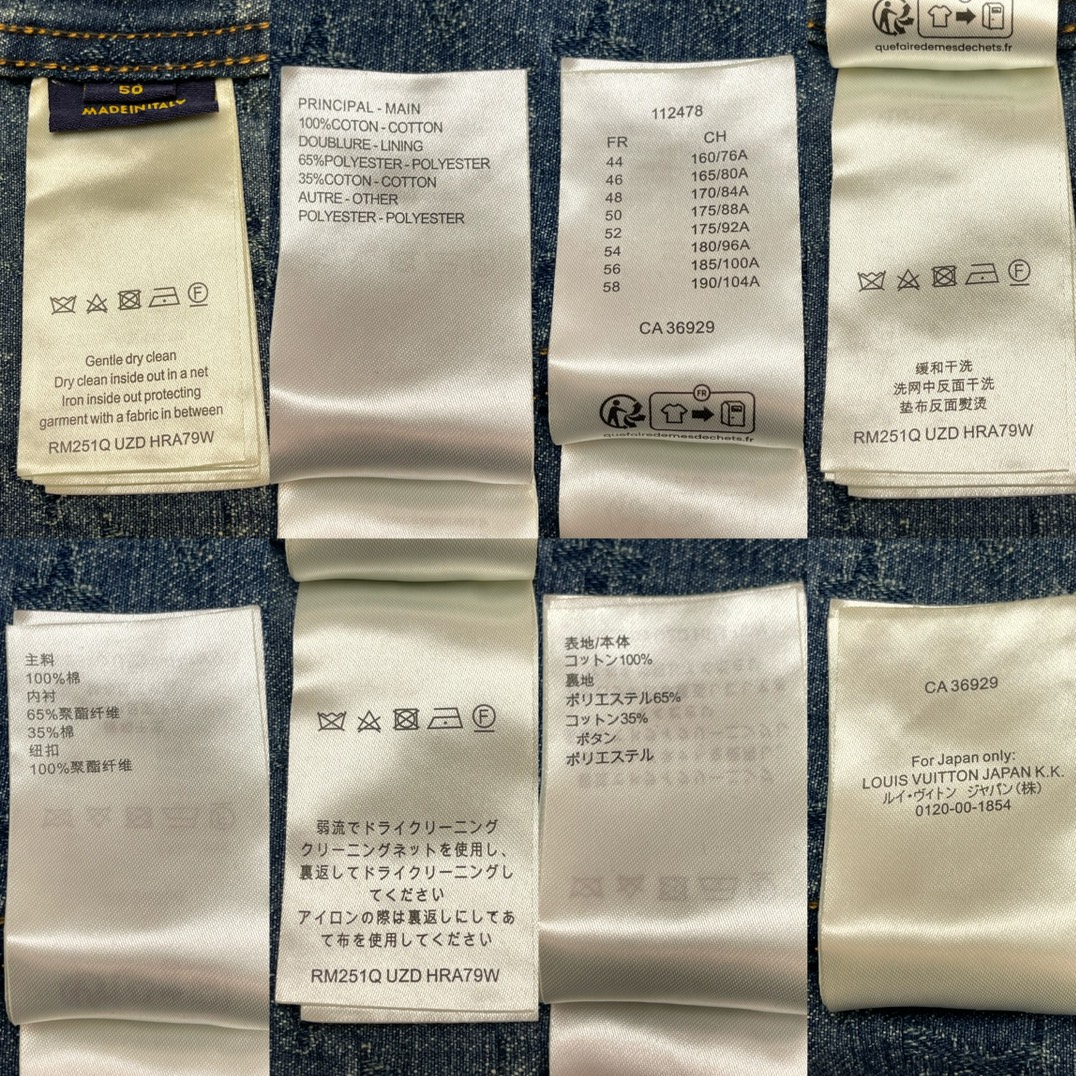 50
MADE IN ITALY
Gentle dry clean
Dry clean inside out in a net
Iron inside out protecting
garment with a fabric in between
RM251Q UZD HRA79W
PRINCIPAL - MAIN
100%COTON - COTTON
DOUBLURE - LINING
65%POLYESTER - POLYESTER
35%COTON - COTTON
AUTRE - OTHER
POLYESTER - POLYESTER
112478
FR CH
44 160/76A
46 165/80A
48 170/84A
50 175/88A
52 175/92A
54 180/96A
56 185/100A
58 190/104A
CA 36929
FR
quefairedemesdechets.fr
quefairedemesdechets.fr
F
缓和干洗
洗网中反面干洗
垫布反面熨烫
RM251Q UZD HRA79W
主料
100%棉
内衬
65%聚酯纤维
35%棉
纽扣
100%聚酯纤维
F
弱流でドライクリーニング
クリーニングネットを使用し、
裏返してドライクリーニングし
てください
アイロンの際は裏返しにしてあ
て布を使用してください
RM251Q UZD HRA79W
表地/本体
コットン100%
裏地
ポリエステル65%
コットン35%
ボタン
ポリエステル
CA 36929
For Japan only:
LOUIS VUITTON JAPAN K.K.
ルイ・ヴィトン ジャパン(株)
0120-00-1854